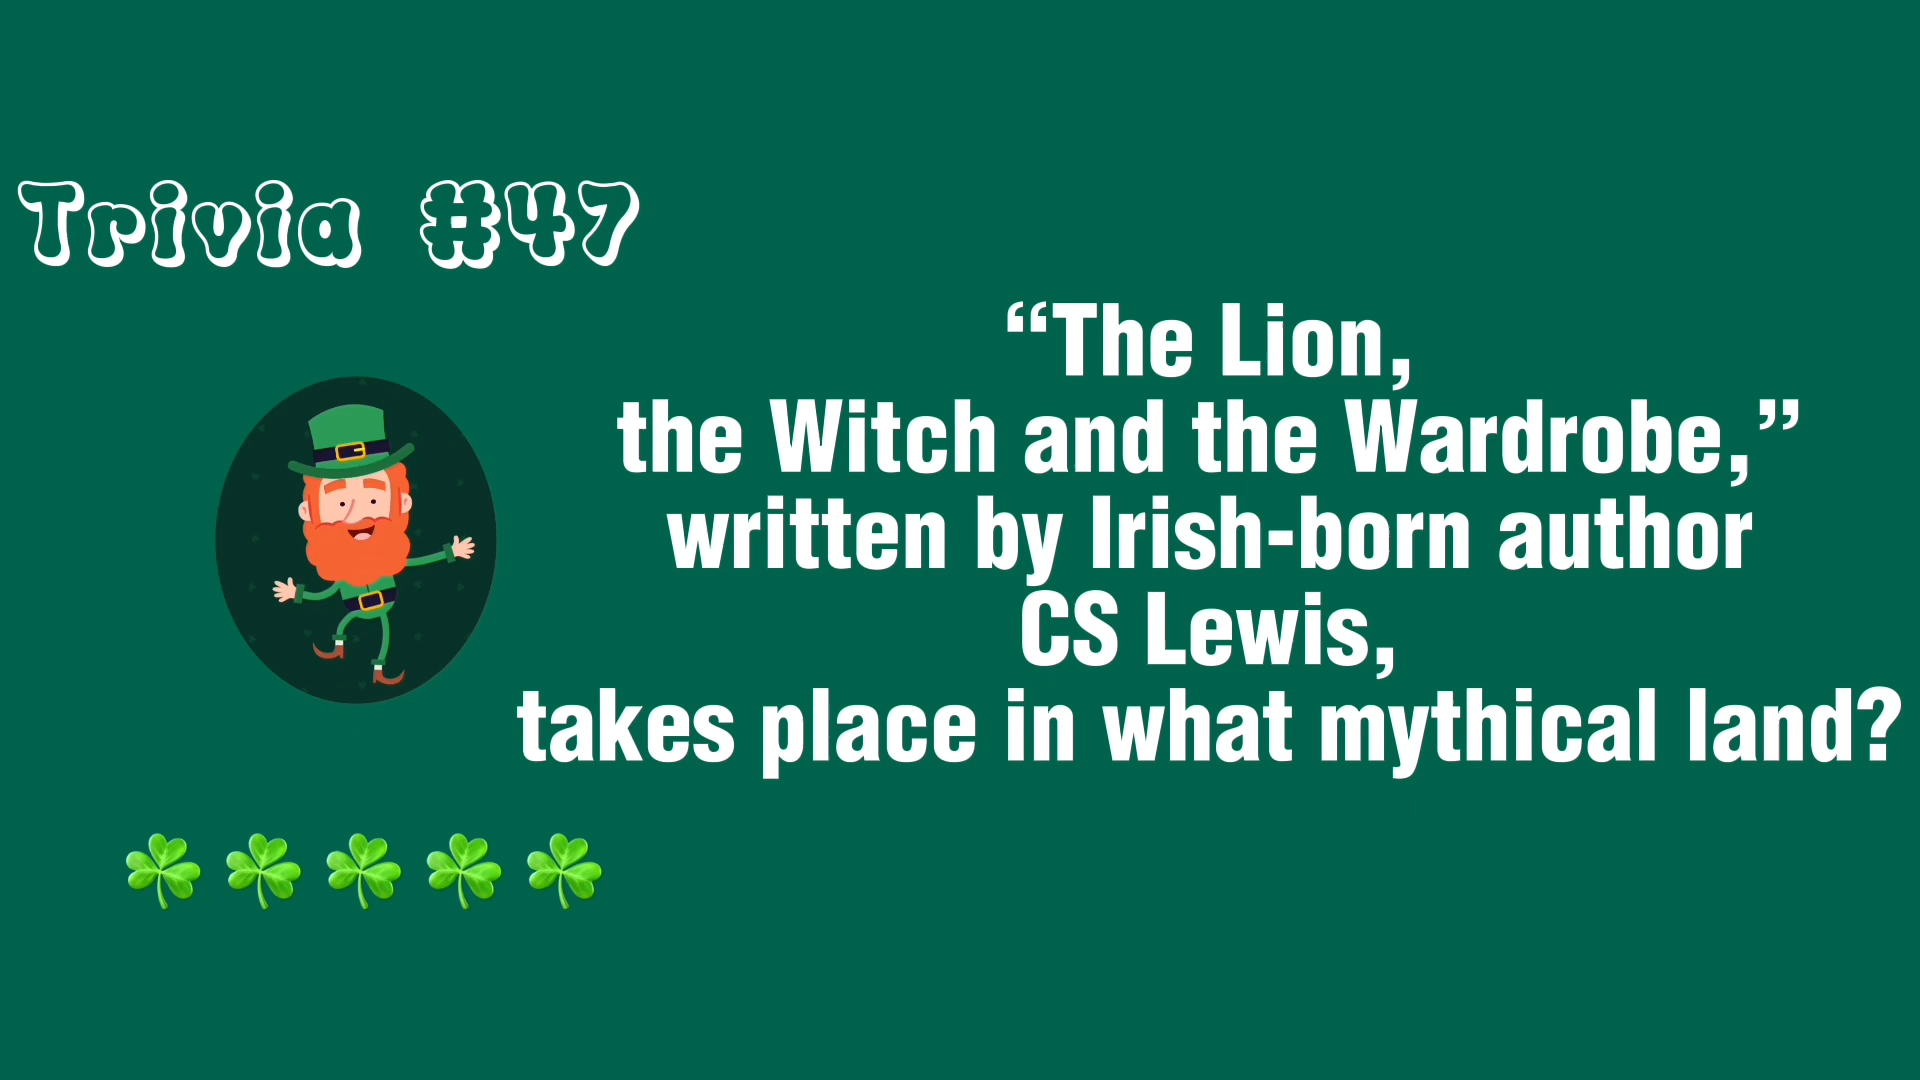 Trivia #47
“The Lion,
the Witch and the Wardrobe,”
written by Irish-born author
CS Lewis,
takes place in what mythical land?